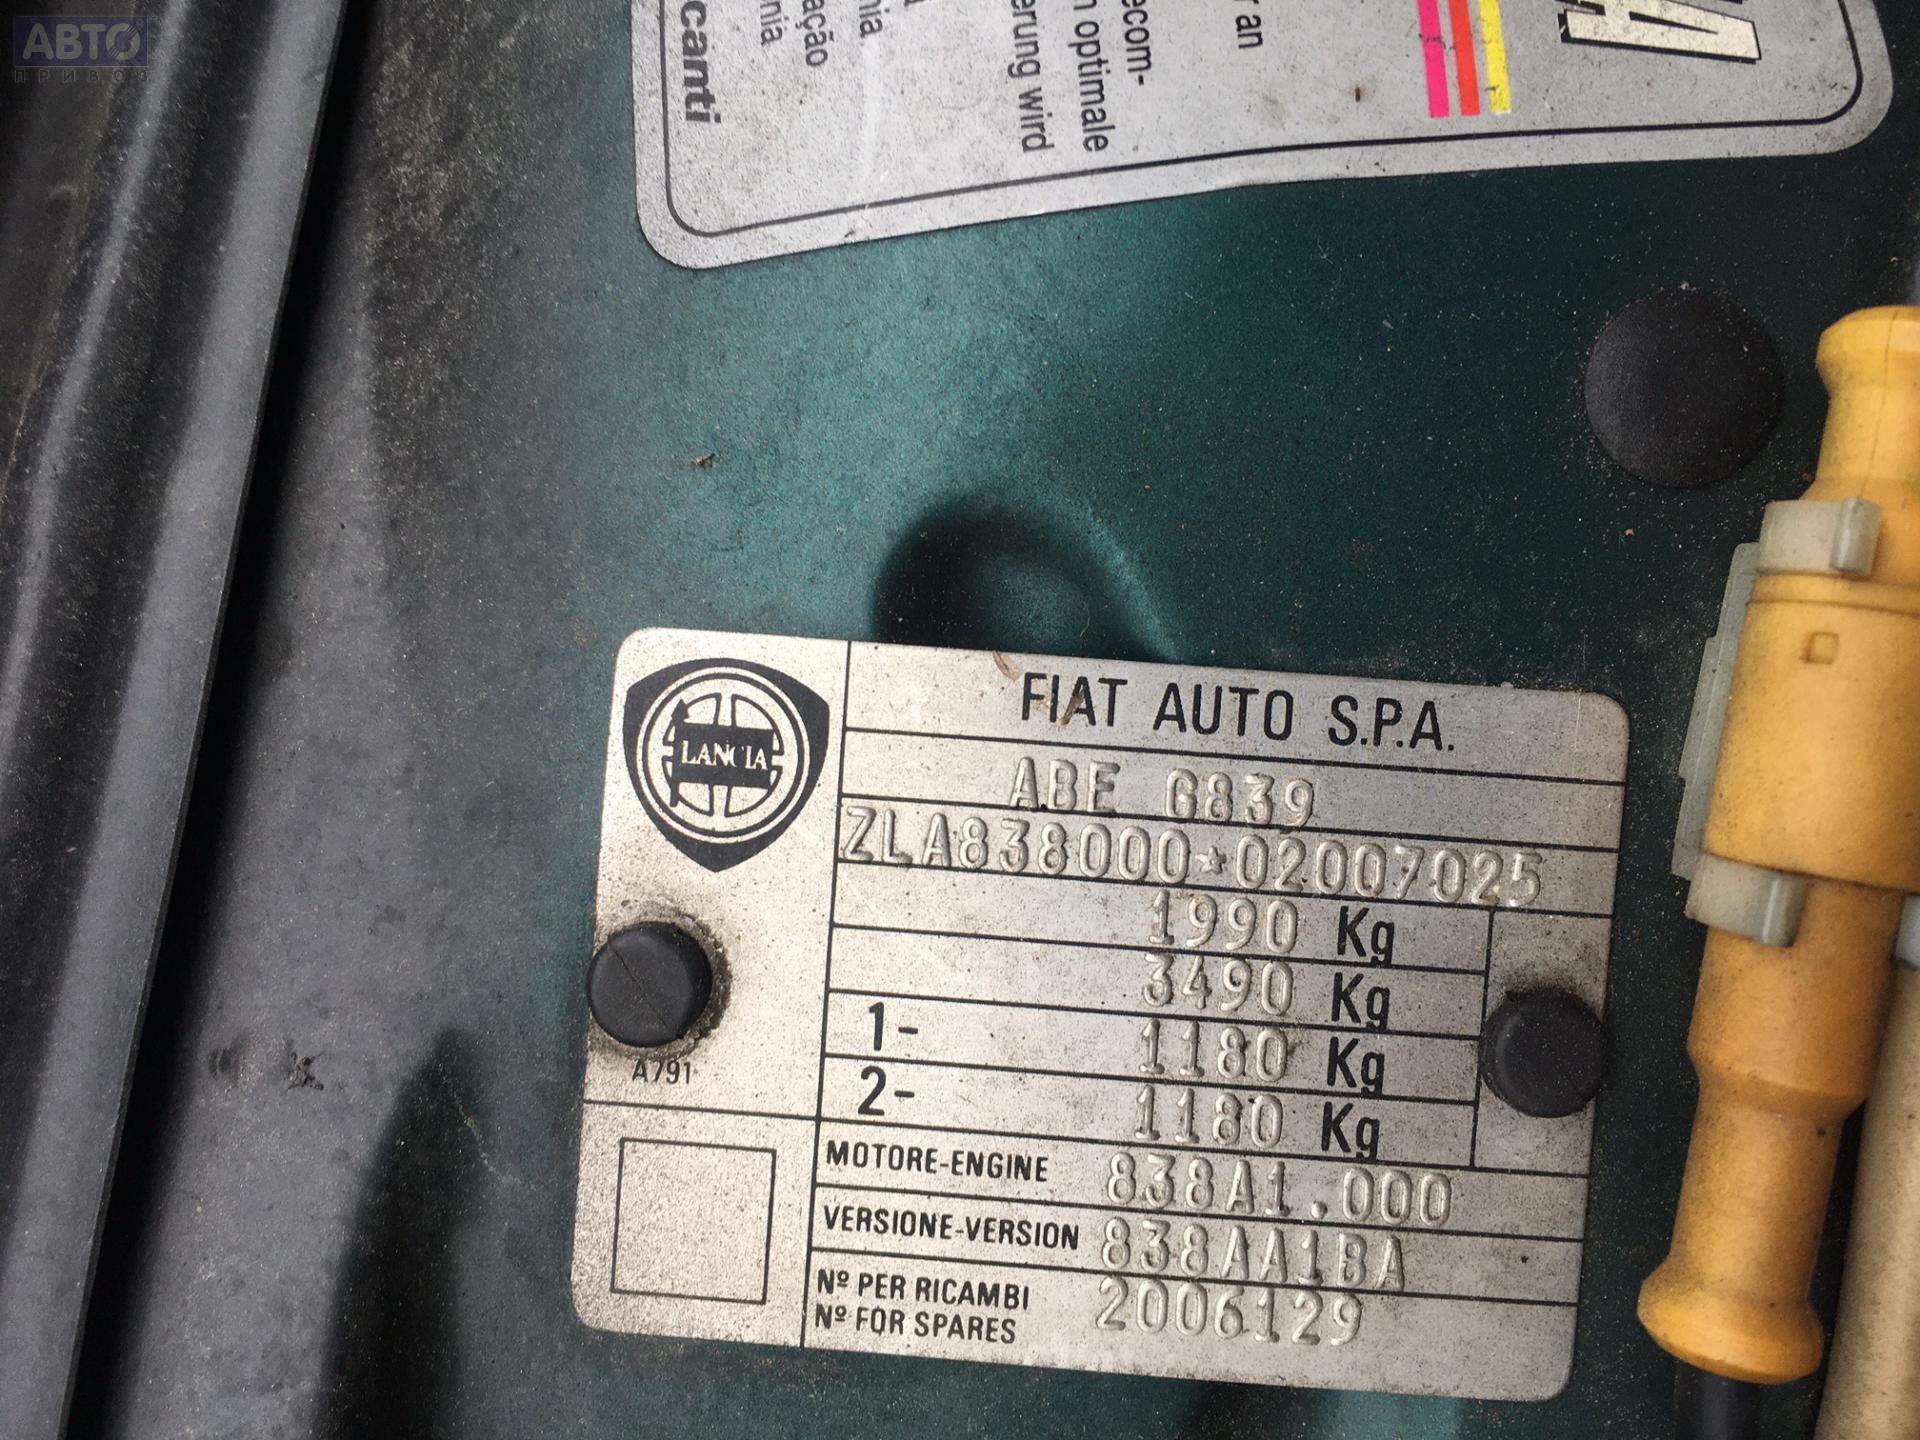 АВТО
ПРИВОЗ
canti
nia
ação
nia
erung wird
n optimale
ecom-
r an
LANCIA
FIAT AUTO S.P.A.
ABE G839
ZLA838000*02007025
1990 Kg
3490 Kg
1- 1180 Kg
2- 1180 Kg
A791
MOTORE-ENGINE 838A1.000
VERSIONE-VERSION 838AA1BA
Nº PER RICAMBI
Nº FOR SPARES 2006129